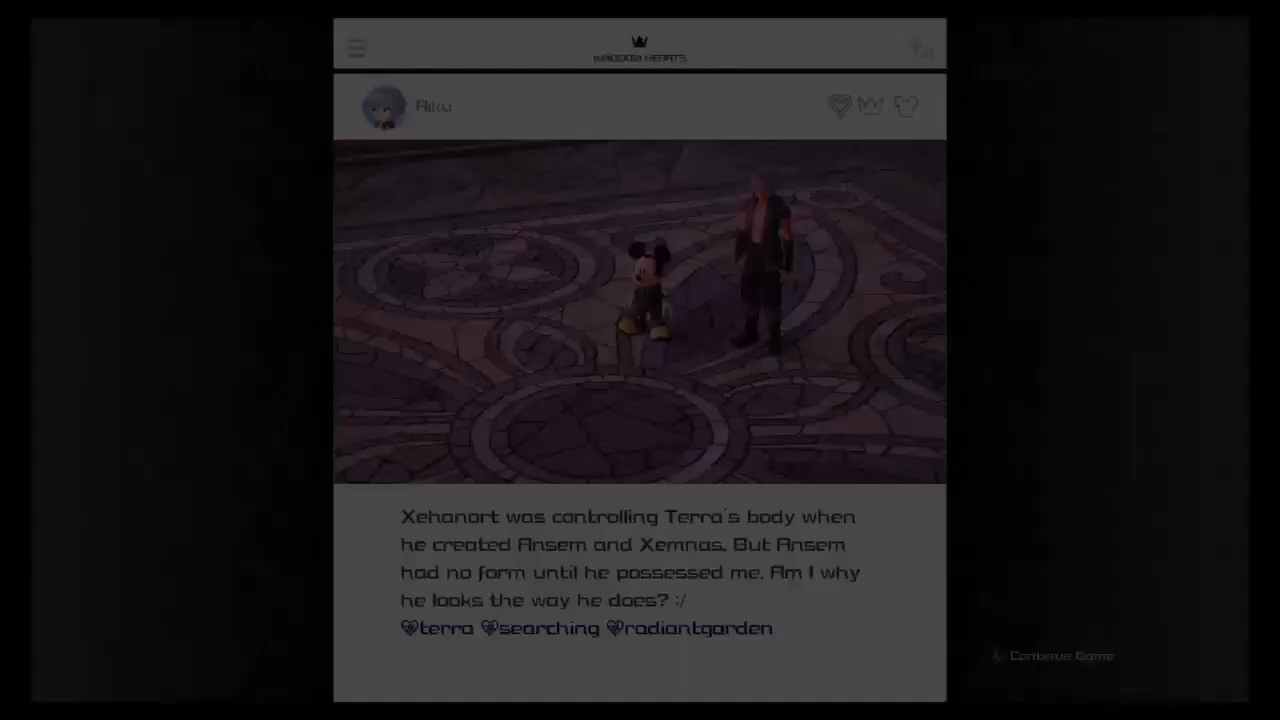 KINGDOM HEARTS
Riku
Xehanort was controlling Terra's body when
he created Ansem and Xemnas. But Ansem
had no form until he possessed me. Am I why
he looks the way he does? :/
terra searching radiantgarden
A Continue Game